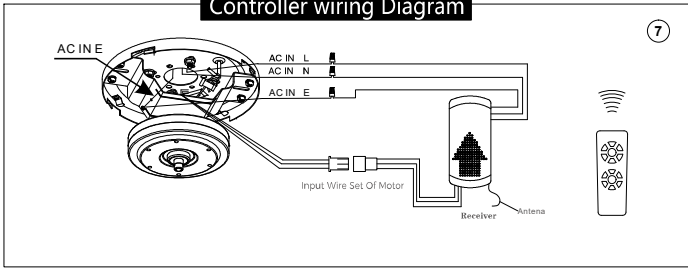 Controller wiring Diagram
7
AC IN E
AC IN L
AC IN N
AC IN E
Input Wire Set Of Motor
Receiver
Antena